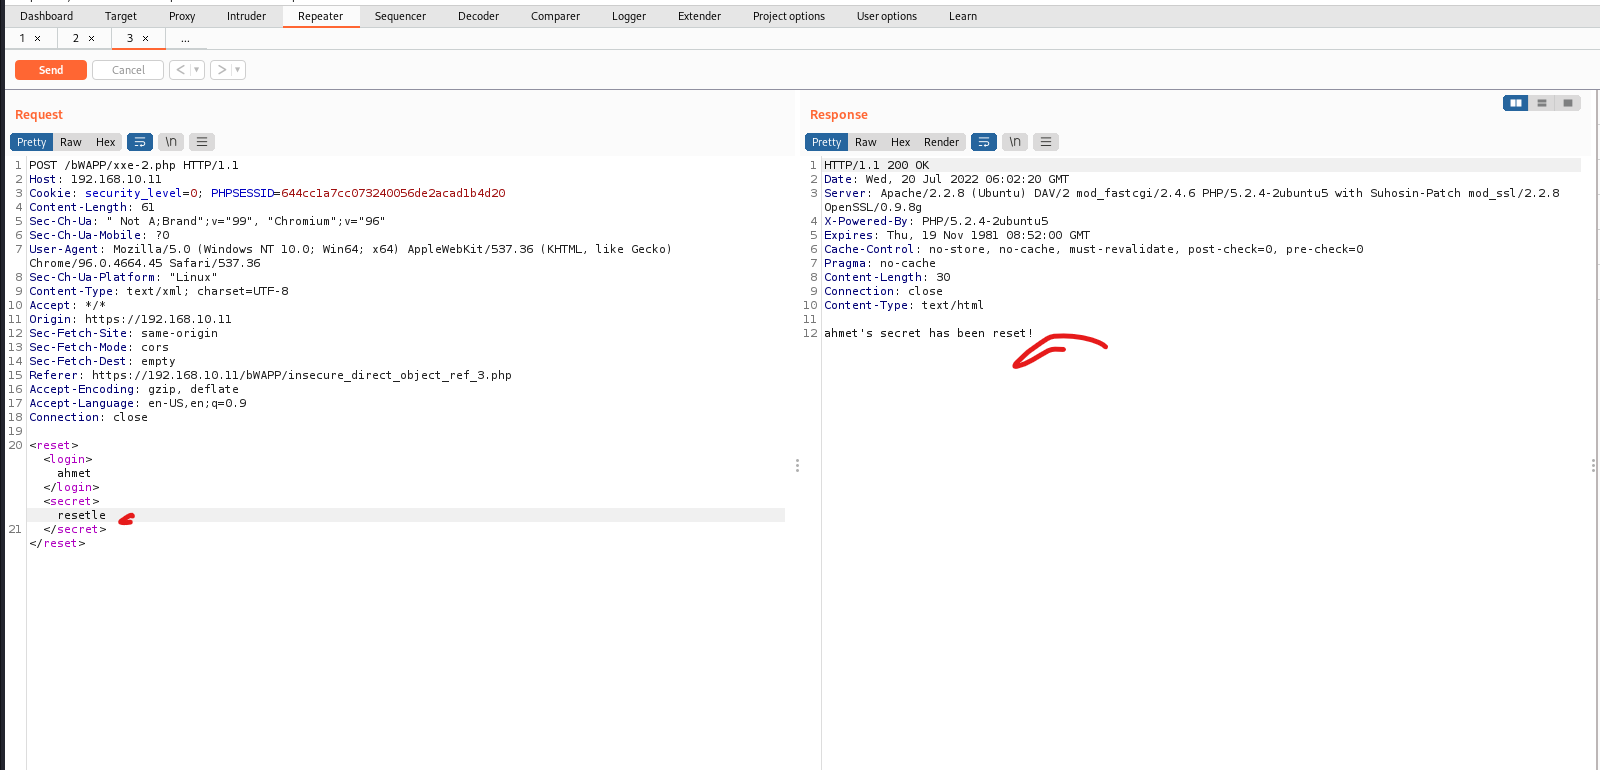 Dashboard Target Proxy Intruder Repeater Sequencer Decoder Comparer Logger Extender Project options User options Learn
1 × 2 × 3 × ...
Send Cancel < ▾ > ▾
Request
Pretty Raw Hex \n
1 POST /bWAPP/xxe-2.php HTTP/1.1
2 Host: 192.168.10.11
3 Cookie: security_level=0; PHPSESSID=644cc1a7cc073240056de2acad1b4d20
4 Content-Length: 61
5 Sec-Ch-Ua: " Not A;Brand";v="99", "Chromium";v="96"
6 Sec-Ch-Ua-Mobile: ?0
7 User-Agent: Mozilla/5.0 (Windows NT 10.0; Win64; x64) AppleWebKit/537.36 (KHTML, like Gecko)
Chrome/96.0.4664.45 Safari/537.36
8 Sec-Ch-Ua-Platform: "Linux"
9 Content-Type: text/xml; charset=UTF-8
10 Accept: */*
11 Origin: https://192.168.10.11
12 Sec-Fetch-Site: same-origin
13 Sec-Fetch-Mode: cors
14 Sec-Fetch-Dest: empty
15 Referer: https://192.168.10.11/bWAPP/insecure_direct_object_ref_3.php
16 Accept-Encoding: gzip, deflate
17 Accept-Language: en-US,en;q=0.9
18 Connection: close
19
20 <reset>
<login>
ahmet
</login>
<secret>
resetle
21 </secret>
</reset>
Response
Pretty Raw Hex Render \n
1 HTTP/1.1 200 OK
2 Date: Wed, 20 Jul 2022 06:02:20 GMT
3 Server: Apache/2.2.8 (Ubuntu) DAV/2 mod_fastcgi/2.4.6 PHP/5.2.4-2ubuntu5 with Suhosin-Patch mod_ssl/2.2.8
OpenSSL/0.9.8g
4 X-Powered-By: PHP/5.2.4-2ubuntu5
5 Expires: Thu, 19 Nov 1981 08:52:00 GMT
6 Cache-Control: no-store, no-cache, must-revalidate, post-check=0, pre-check=0
7 Pragma: no-cache
8 Content-Length: 30
9 Connection: close
10 Content-Type: text/html
11
12 ahmet's secret has been reset!